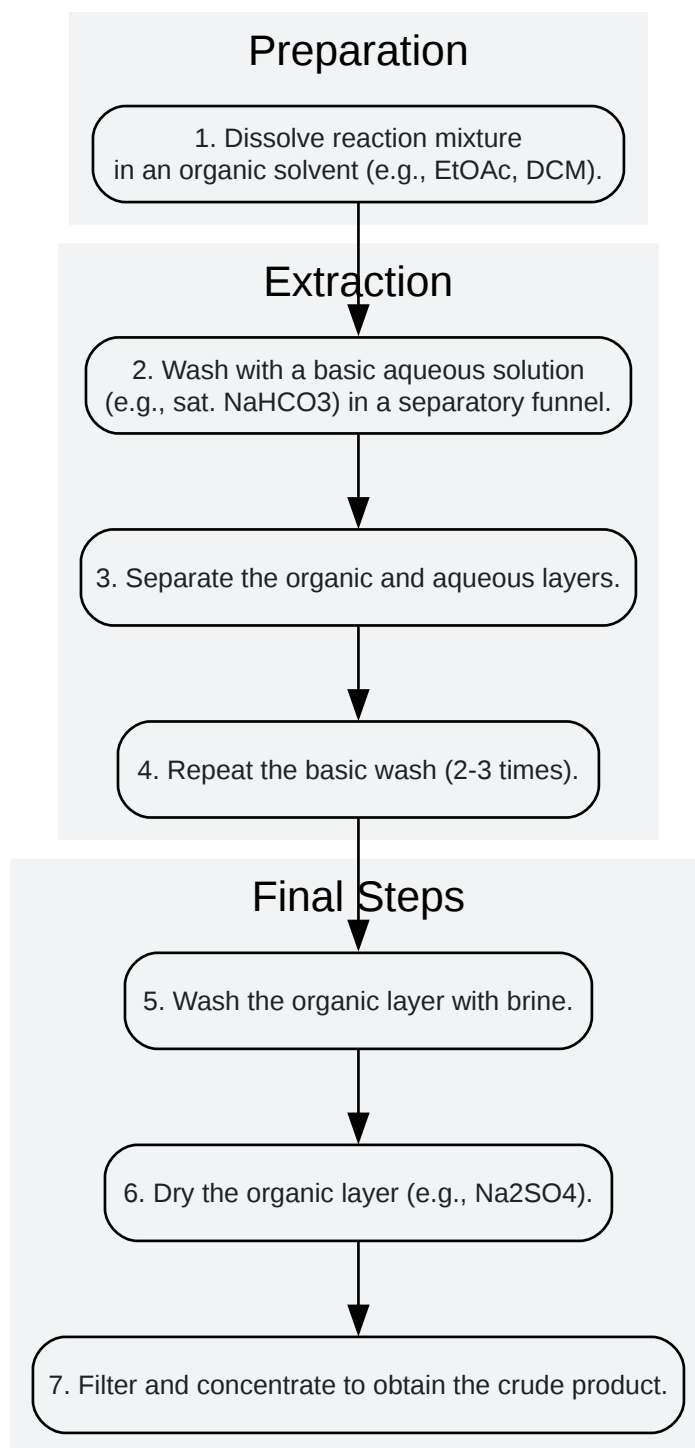 Preparation
1. Dissolve reaction mixture
in an organic solvent (e.g., EtOAc, DCM).
Extraction
2. Wash with a basic aqueous solution
(e.g., sat. NaHCO3) in a separatory funnel.
3. Separate the organic and aqueous layers.
4. Repeat the basic wash (2-3 times).
Final Steps
5. Wash the organic layer with brine.
6. Dry the organic layer (e.g., Na2SO4).
7. Filter and concentrate to obtain the crude product.